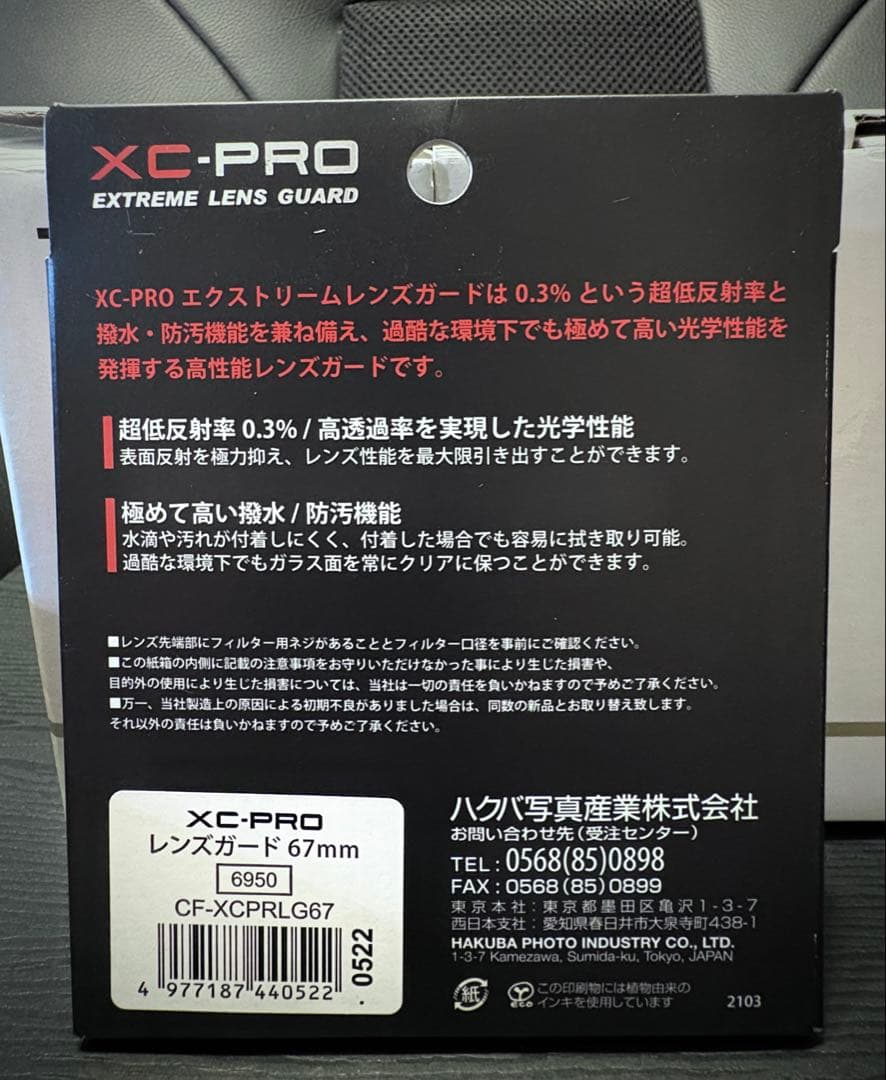 XC-PRO
EXTREME LENS GUARD
XC-PRO エクストリームレンズガードは 0.3% という超低反射率と
撥水・防汚機能を兼ね備え、過酷な環境下でも極めて高い光学性能を
発揮する高性能レンズガードです。
超低反射率 0.3% / 高透過率を実現した光学性能
表面反射を極力抑え、レンズ性能を最大限引き出すことができます。
極めて高い撥水 / 防汚機能
水滴や汚れが付着しにくく、付着した場合でも容易に拭き取り可能。
過酷な環境下でもガラス面を常にクリアに保つことができます。
■レンズ先端部にフィルター用ネジがあることとフィルター口径を事前にご確認ください。
■この紙箱の内側に記載の注意事項をお守りいただけなかった事により生じた損害や、
目的外の使用により生じた損害については、当社は一切の責任を負いかねますので予めご了承ください。
■万一、当社製造上の原因による初期不良がありました場合は、同数の新品とお取り替え致します。
それ以外の責任は負いかねますので予めご了承ください。
XC-PRO
レンズガード 67mm
6950
CF-XCPRLG67
4 977187 440522
. 0522
ハクバ写真産業株式会社
お問い合わせ先（受注センター）
TEL : 0568(85)0898
FAX : 0568(85)0899
東京本社：東京都墨田区亀沢1-3-7
西日本支社：愛知県春日井市大泉寺町438-1
HAKUBA PHOTO INDUSTRY CO., LTD.
1-3-7 Kamezawa, Sumida-ku, Tokyo, JAPAN
紙
eco
この印刷物には植物由来の
インキを使用しています
2103